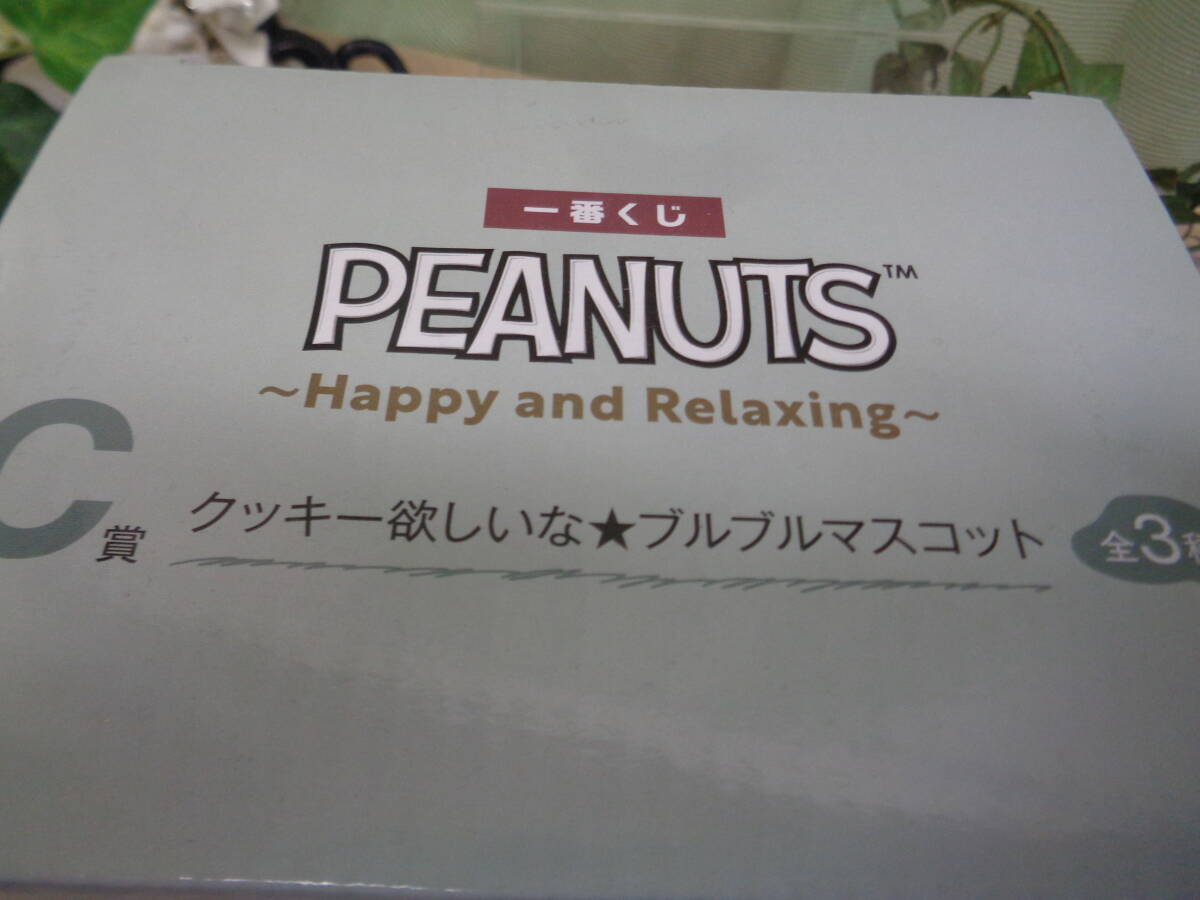 一番くじ
PEANUTS™
～Happy and Relaxing～
C賞 クッキー欲しいな★ブルブルマスコット 全3種